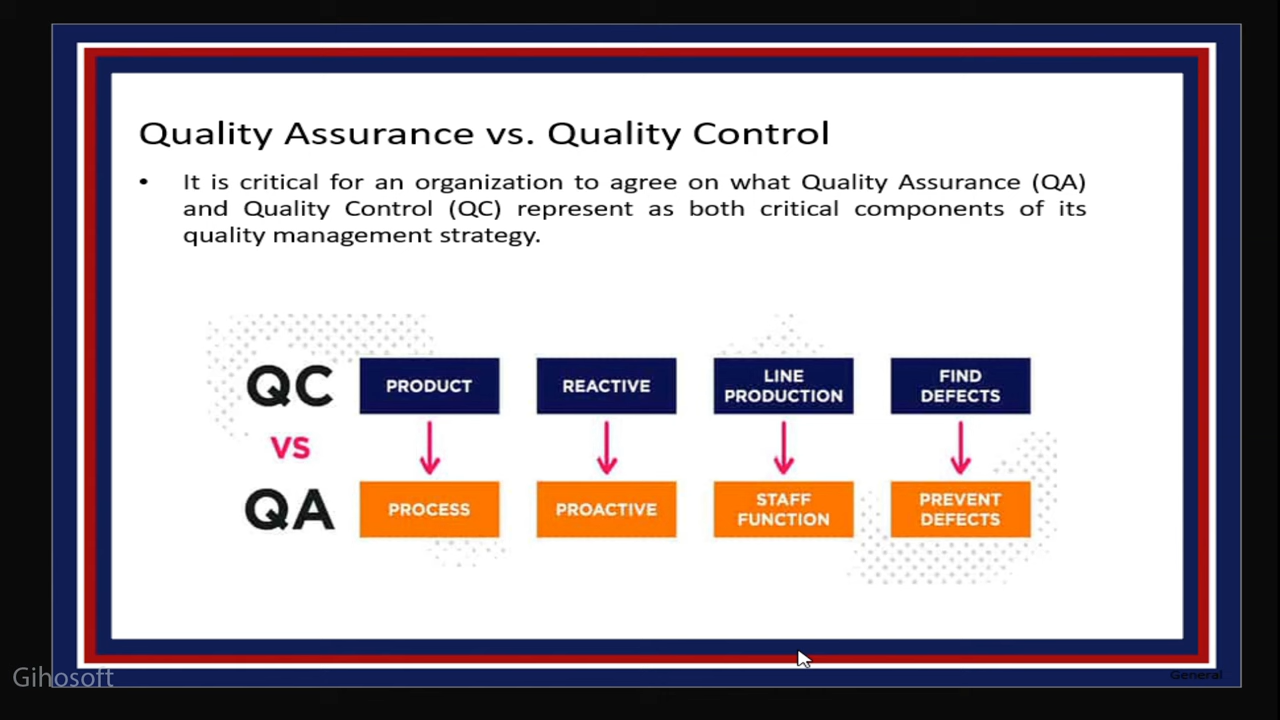 Quality Assurance vs. Quality Control
• It is critical for an organization to agree on what Quality Assurance (QA)
and Quality Control (QC) represent as both critical components of its
quality management strategy.
QC
PRODUCT
REACTIVE
LINE
PRODUCTION
FIND
DEFECTS
VS
QA
PROCESS
PROACTIVE
STAFF
FUNCTION
PREVENT
DEFECTS
Gihosoft
General